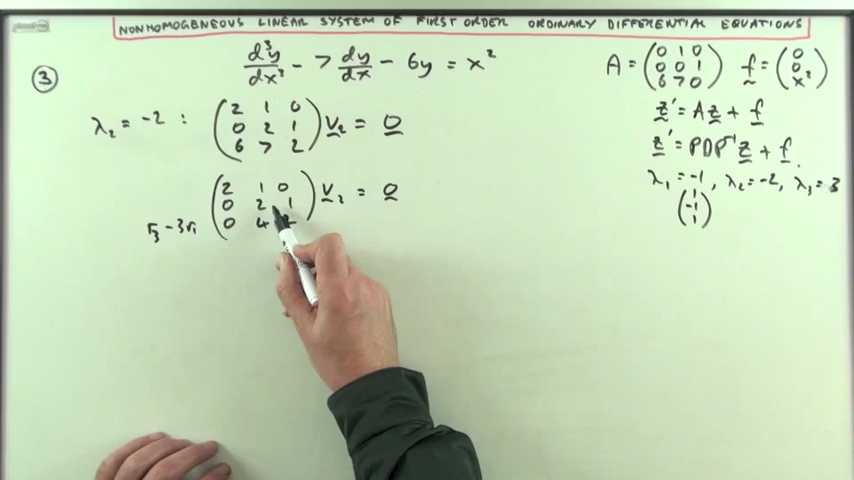 NONHOMOGENEOUS LINEAR SYSTEM OF FIRST ORDER ORDINARY DIFFERENTIAL EQUATIONS
③ d³y/dx³ - 7 dy/dx - 6y = x²
λ₂ = -2 : (2 1 0
0 2 1
6 7 2) v₂ = 0
(2 1 0
0 2 1
r₃ - 3r₁ 0 4 2) v₂ = 0
A = (0 1 0
0 0 1
6 7 0) f = (0
0
x²)
z' = Az + f
z' = PDP⁻¹z + f
λ₁ = -1, λ₂ = -2, λ₃ = 3
(1
-1
1)